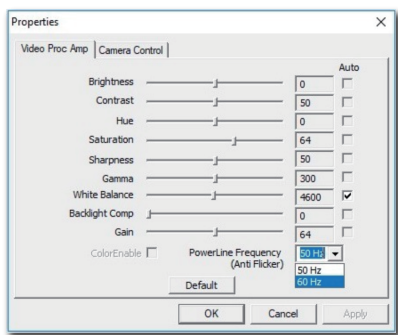 Properties
Video Proc Amp Camera Control
Auto
Brightness 0
Contrast 50
Hue 0
Saturation 64
Sharpness 50
Gamma 300
White Balance 4600
Backlight Comp 0
Gain 64
ColorEnable PowerLine Frequency 50 Hz
(Anti Flicker)
50 Hz
60 Hz
Default
OK Cancel Apply